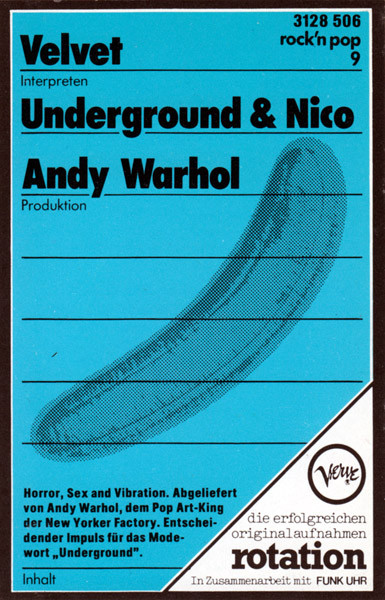 3128 506
rock'n pop
9
Velvet
Interpreten
Underground & Nico
Andy Warhol
Produktion
Horror, Sex and Vibration. Abgeliefert
von Andy Warhol, dem Pop Art-King
der New Yorker Factory. Entschei-
dender Impuls für das Mode-
wort „Underground".
Inhalt
Verve
die erfolgreichen
originalaufnahmen
rotation
In Zusammenarbeit mit FUNK UHR